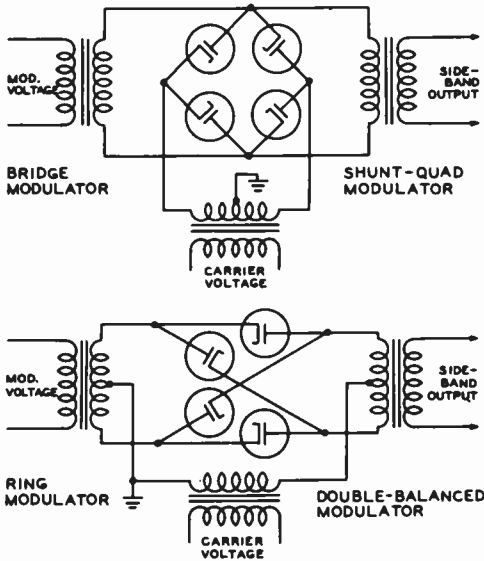 MOD.
VOLTAGE
SIDE-
BAND
OUTPUT
BRIDGE
MODULATOR
SHUNT-QUAD
MODULATOR
CARRIER
VOLTAGE
MOD.
VOLTAGE
SIDE-
BAND
OUTPUT
RING
MODULATOR
DOUBLE-BALANCED
MODULATOR
CARRIER
VOLTAGE